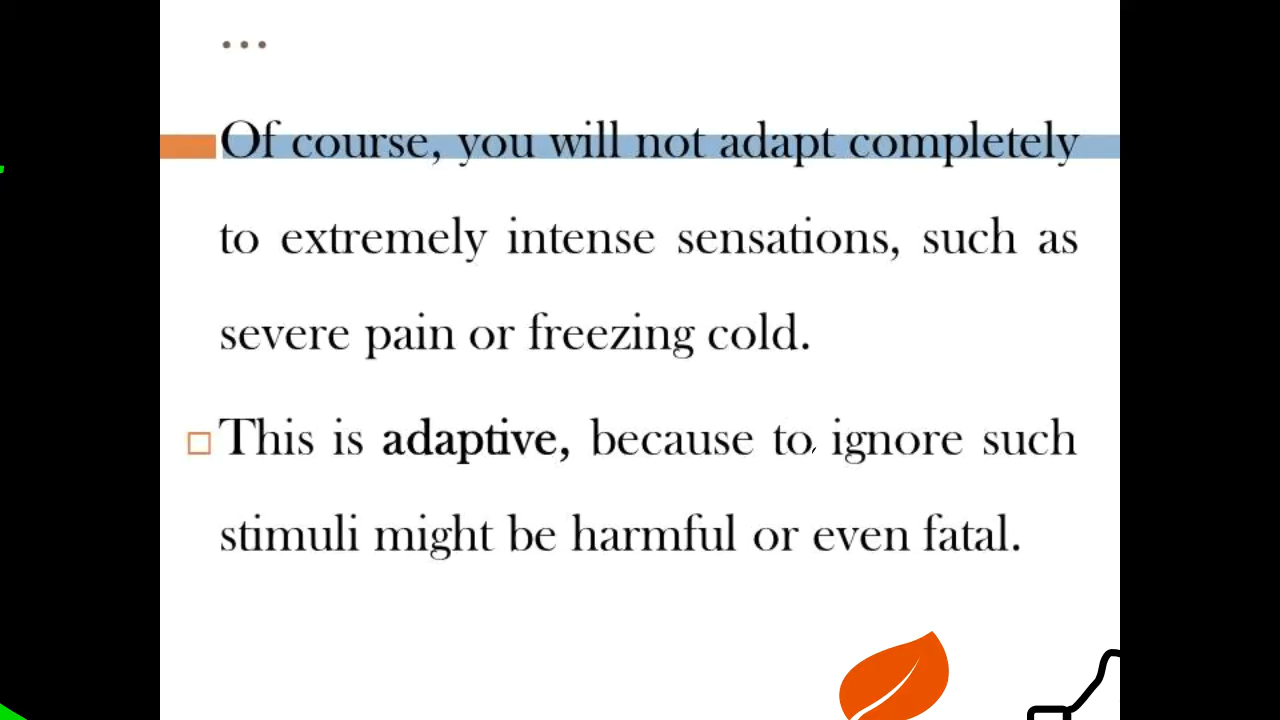 ...
Of course, you will not adapt completely
to extremely intense sensations, such as
severe pain or freezing cold.
This is adaptive, because to ignore such
stimuli might be harmful or even fatal.